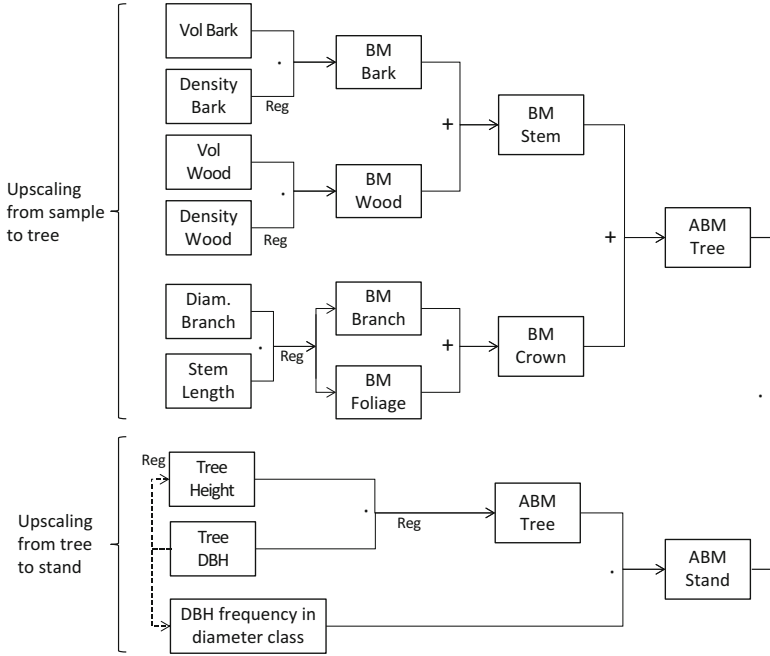 Vol Bark
Density
Bark
Reg
BM
Bark
Vol
Wood
Density
Wood
Reg
BM
Wood
+
BM
Stem
Upscaling
from sample
to tree
+
ABM
Tree
Diam.
Branch
Stem
Length
Reg
BM
Branch
BM
Foliage
+
BM
Crown
Upscaling
from tree
to stand
Reg
Tree
Height
Tree
DBH
Reg
ABM
Tree
DBH frequency in
diameter class
ABM
Stand